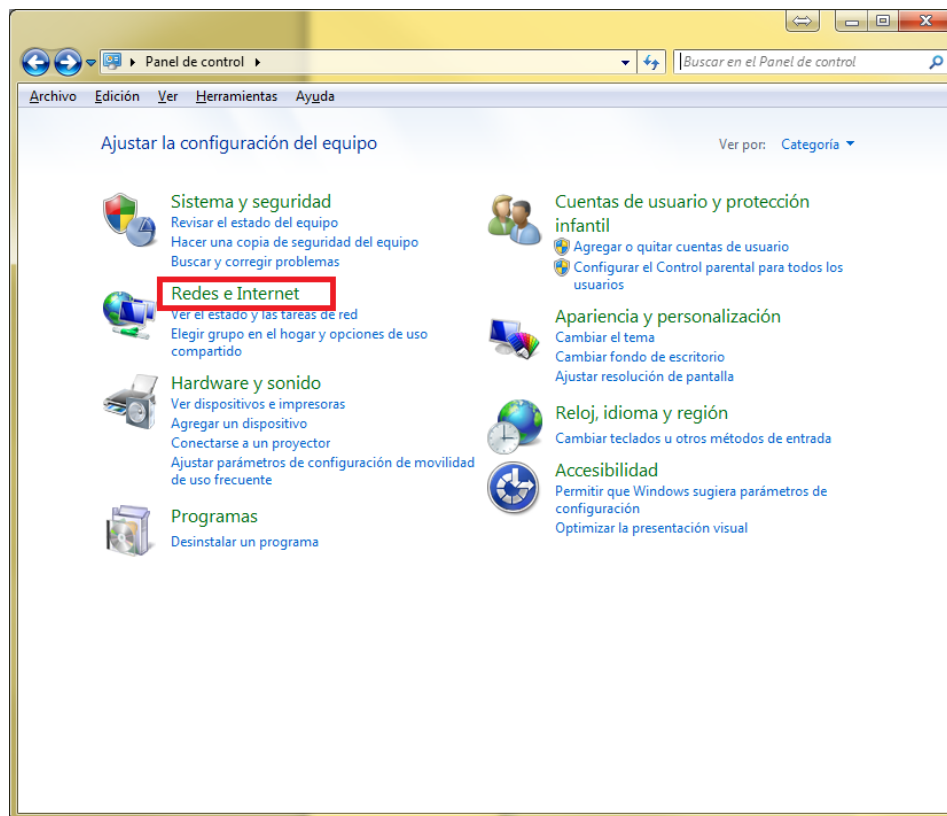 Panel de control
Buscar en el Panel de control
Archivo Edición Ver Herramientas Ayuda
Ajustar la configuración del equipo
Ver por: Categoría
Sistema y seguridad
Revisar el estado del equipo
Hacer una copia de seguridad del equipo
Buscar y corregir problemas
Redes e Internet
Ver el estado y las tareas de red
Elegir grupo en el hogar y opciones de uso
compartido
Hardware y sonido
Ver dispositivos e impresoras
Agregar un dispositivo
Conectarse a un proyector
Ajustar parámetros de configuración de movilidad
de uso frecuente
Programas
Desinstalar un programa
Cuentas de usuario y protección
infantil
Agregar o quitar cuentas de usuario
Configurar el Control parental para todos los
usuarios
Apariencia y personalización
Cambiar el tema
Cambiar fondo de escritorio
Ajustar resolución de pantalla
Reloj, idioma y región
Cambiar teclados u otros métodos de entrada
Accesibilidad
Permitir que Windows sugiera parámetros de
configuración
Optimizar la presentación visual